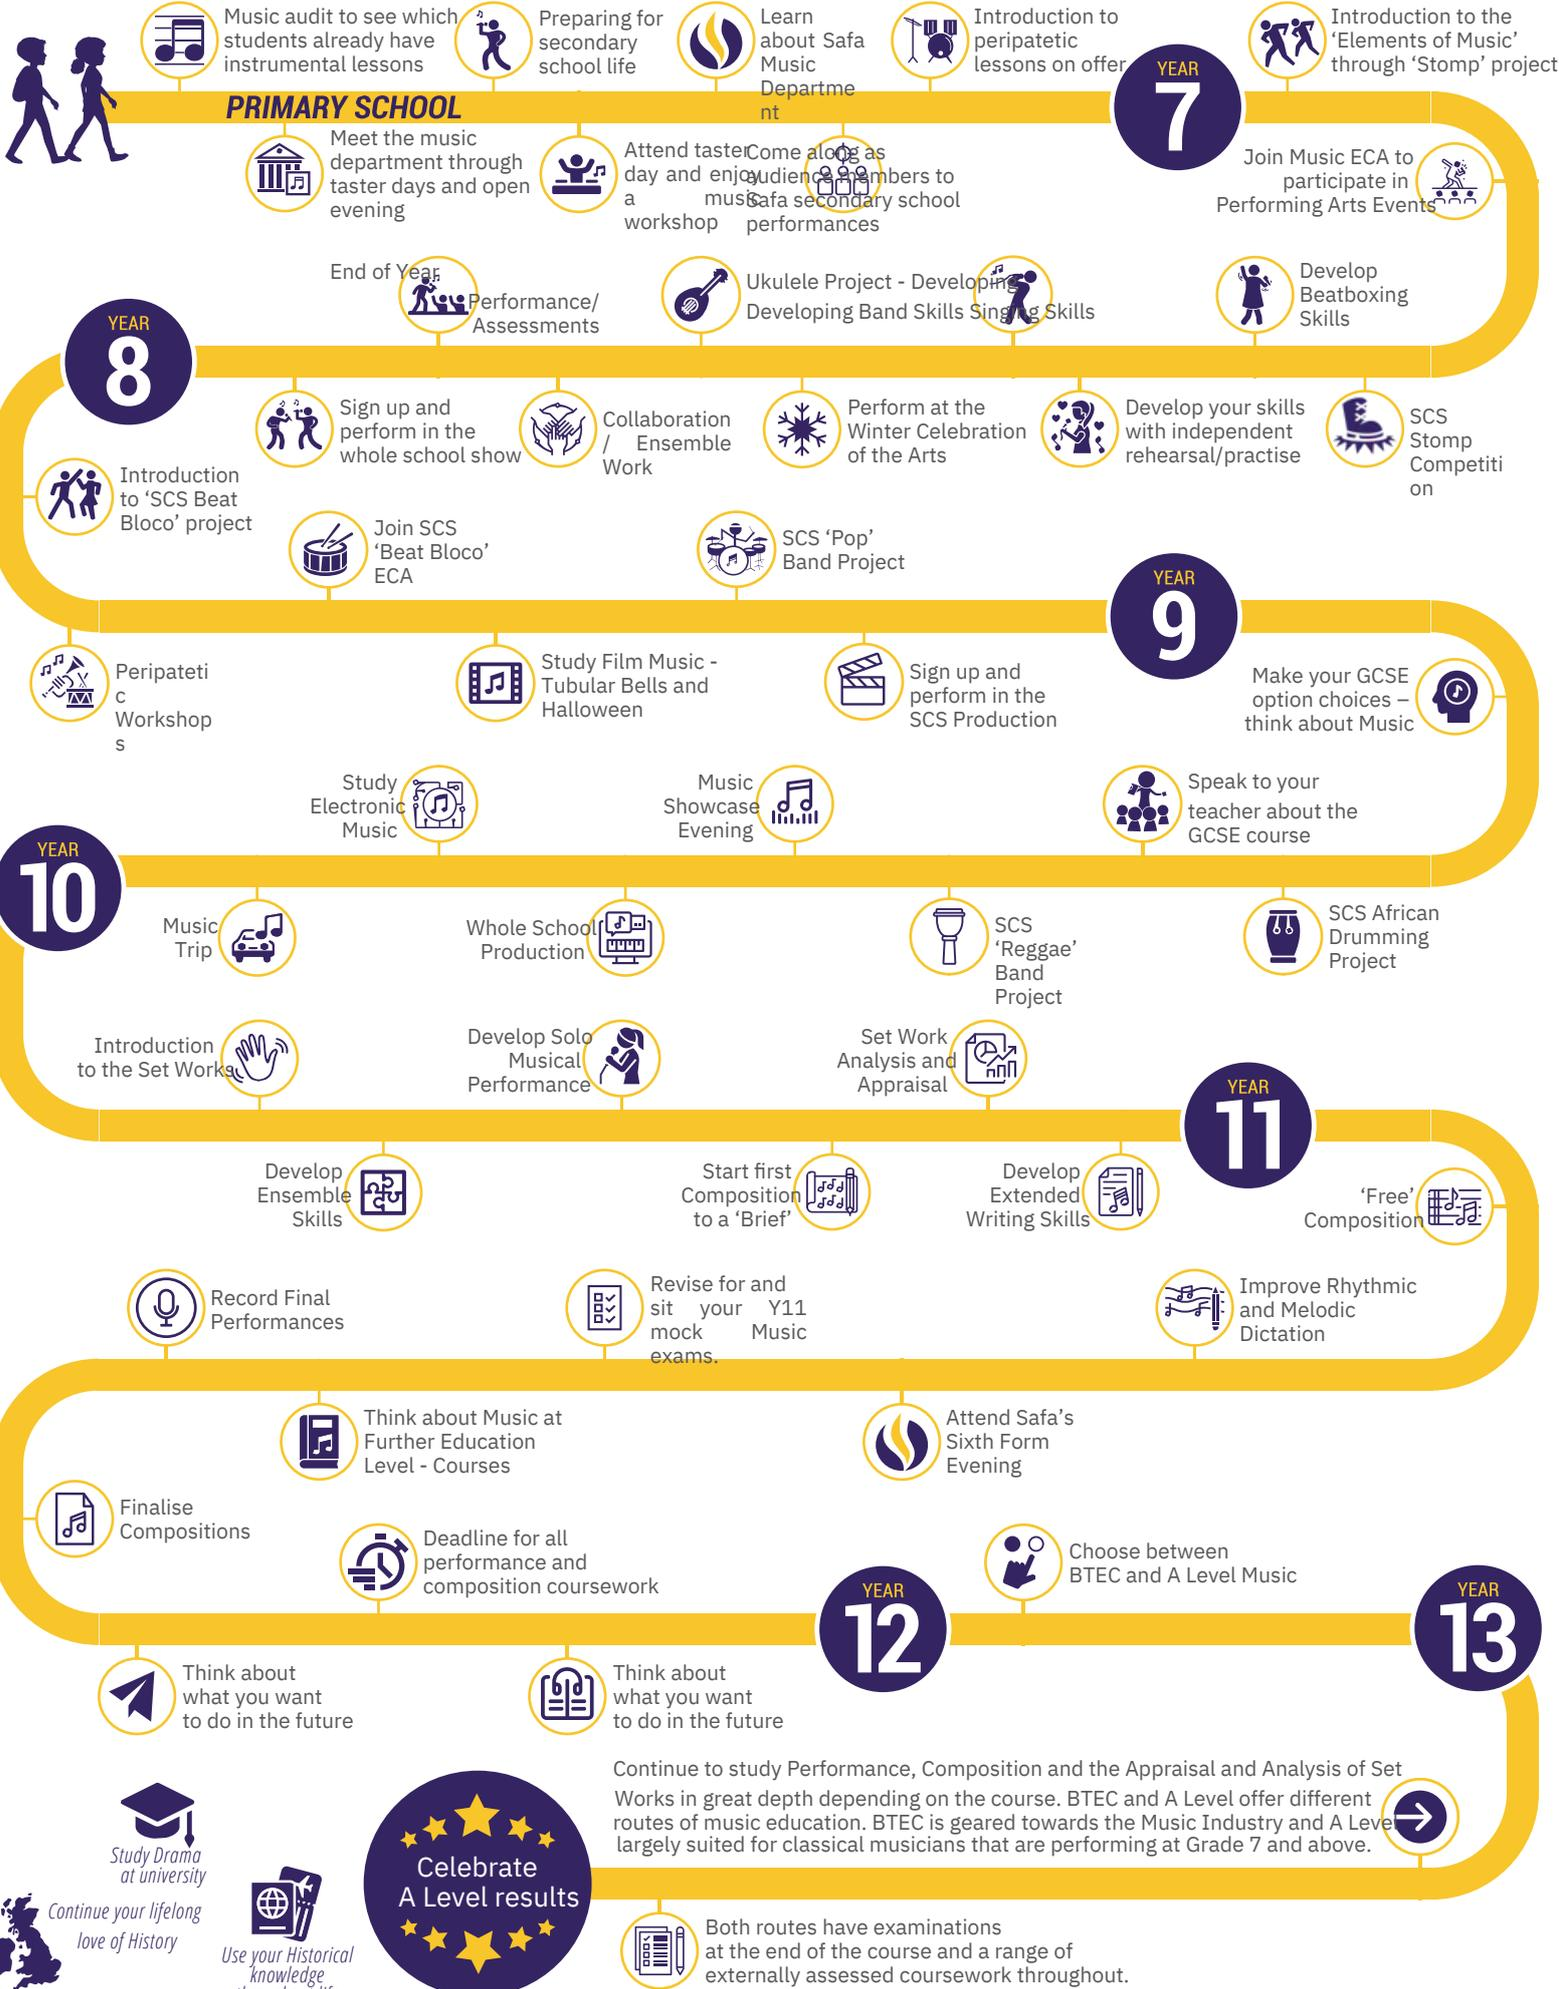 Music audit to see which
students already have
instrumental lessons
Preparing for
secondary
school life
Learn
about Safa
Music
Departme
nt
Introduction to
peripatetic
lessons on offer
YEAR
7
Introduction to the
‘Elements of Music’
through ‘Stomp’ project
PRIMARY SCHOOL
Meet the music
department through
taster days and open
evening
Attend taster
day and enjoy
a music
workshop
Come along as
audience members to
Safa secondary school
performances
Join Music ECA to
participate in
Performing Arts Events
End of Year
Performance/
Assessments
Ukulele Project - Developing
Developing Band Skills Singing Skills
Develop
Beatboxing
Skills
YEAR
8
Sign up and
perform in the
whole school show
Collaboration
/ Ensemble
Work
Perform at the
Winter Celebration
of the Arts
Develop your skills
with independent
rehearsal/practise
SCS
Stomp
Competiti
on
Introduction
to ‘SCS Beat
Bloco’ project
Join SCS
‘Beat Bloco’
ECA
SCS ‘Pop’
Band Project
YEAR
9
Peripateti
c
Workshop
s
Study Film Music -
Tubular Bells and
Halloween
Sign up and
perform in the
SCS Production
Make your GCSE
option choices –
think about Music
Study
Electronic
Music
Music
Showcase
Evening
Speak to your
teacher about the
GCSE course
YEAR
10
Music
Trip
Whole School
Production
SCS
‘Reggae’
Band
Project
SCS African
Drumming
Project
Introduction
to the Set Works
Develop Solo
Musical
Performance
Set Work
Analysis and
Appraisal
YEAR
11
Develop
Ensemble
Skills
Start first
Composition
to a ‘Brief’
Develop
Extended
Writing Skills
‘Free’
Composition
Record Final
Performances
Revise for and
sit your Y11
mock Music
exams.
Improve Rhythmic
and Melodic
Dictation
Think about Music at
Further Education
Level - Courses
Attend Safa’s
Sixth Form
Evening
Finalise
Compositions
Deadline for all
performance and
composition coursework
Choose between
BTEC and A Level Music
YEAR
12
YEAR
13
Think about
what you want
to do in the future
Think about
what you want
to do in the future
Continue to study Performance, Composition and the Appraisal and Analysis of Set
Works in great depth depending on the course. BTEC and A Level offer different
routes of music education. BTEC is geared towards the Music Industry and A Level
largely suited for classical musicians that are performing at Grade 7 and above.
Study Drama
at university
Celebrate
A Level results
Continue your lifelong
love of History
Use your Historical
knowledge
Both routes have examinations
at the end of the course and a range of
externally assessed coursework throughout.